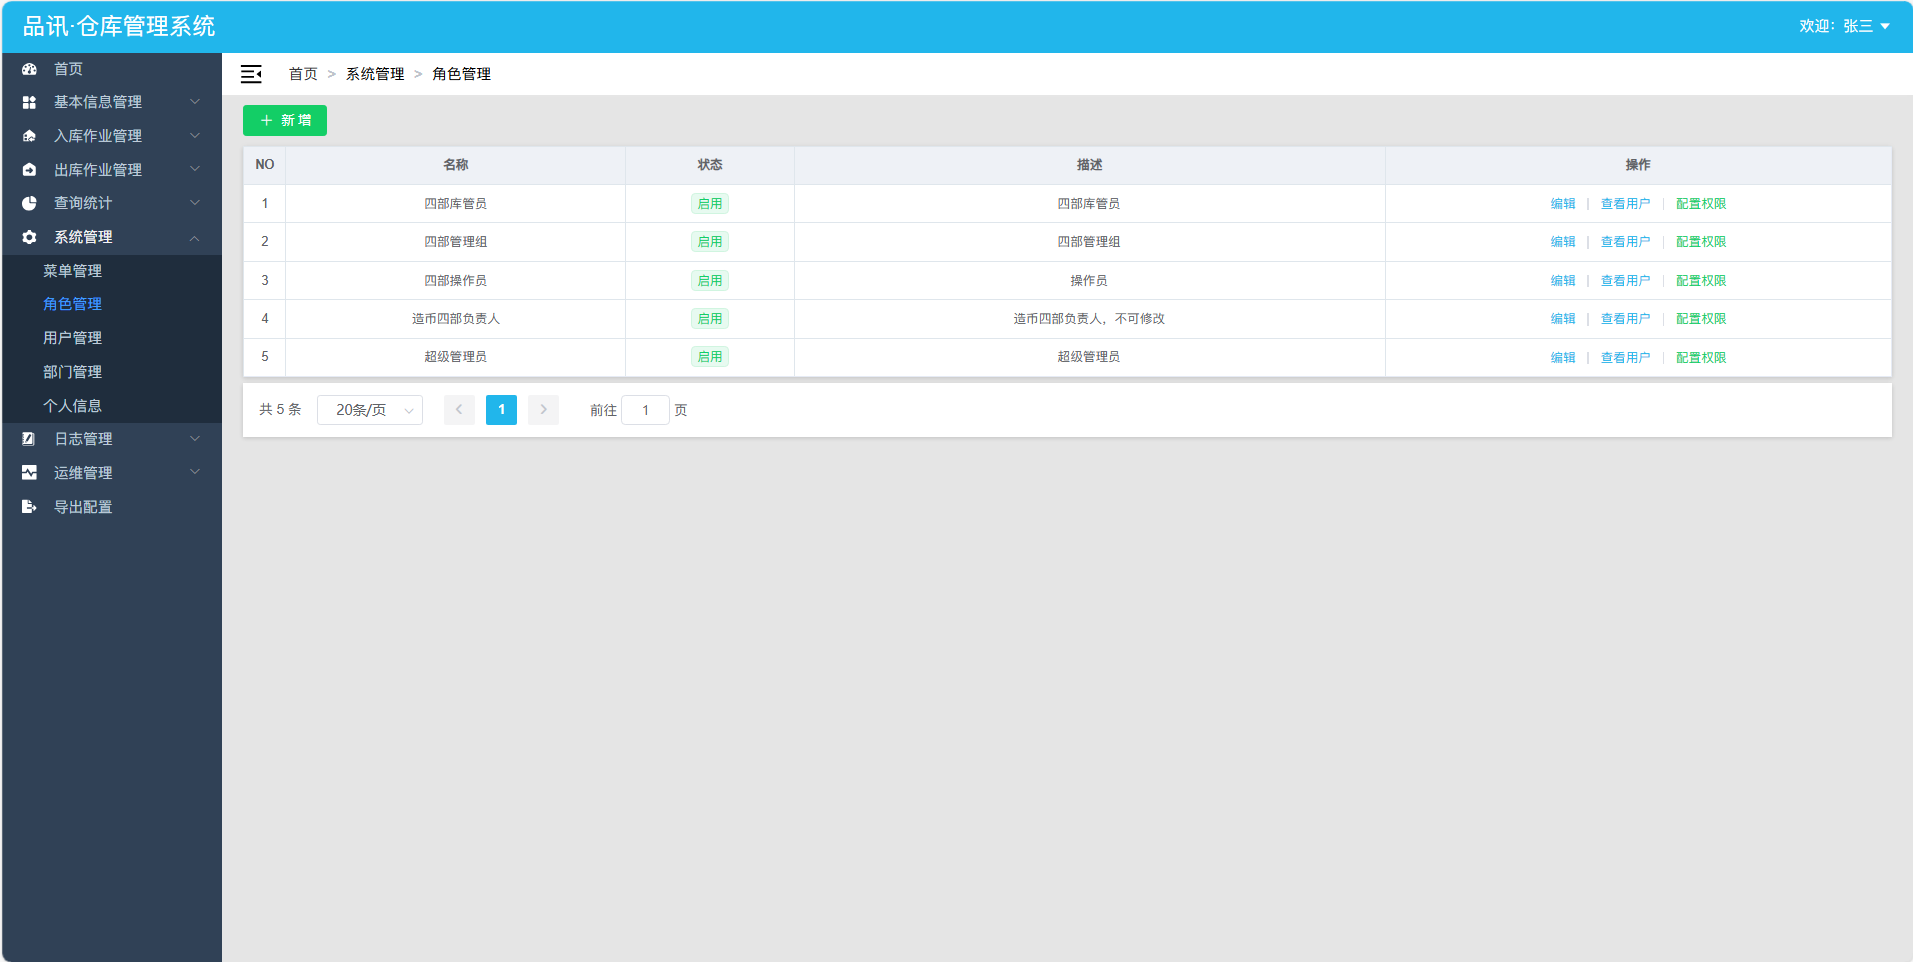 品讯·仓库管理系统
欢迎：张三
首页
基本信息管理
入库作业管理
出库作业管理
查询统计
系统管理
菜单管理
角色管理
用户管理
部门管理
个人信息
日志管理
运维管理
导出配置
首页 > 系统管理 > 角色管理
+ 新增
NO 名称 状态 描述 操作
1 四部库管员 启用 四部库管员 编辑 | 查看用户 | 配置权限
2 四部管理组 启用 四部管理组 编辑 | 查看用户 | 配置权限
3 四部操作员 启用 操作员 编辑 | 查看用户 | 配置权限
4 造币四部负责人 启用 造币四部负责人，不可修改 编辑 | 查看用户 | 配置权限
5 超级管理员 启用 超级管理员 编辑 | 查看用户 | 配置权限
共 5 条 20条/页 < 1 > 前往 1 页